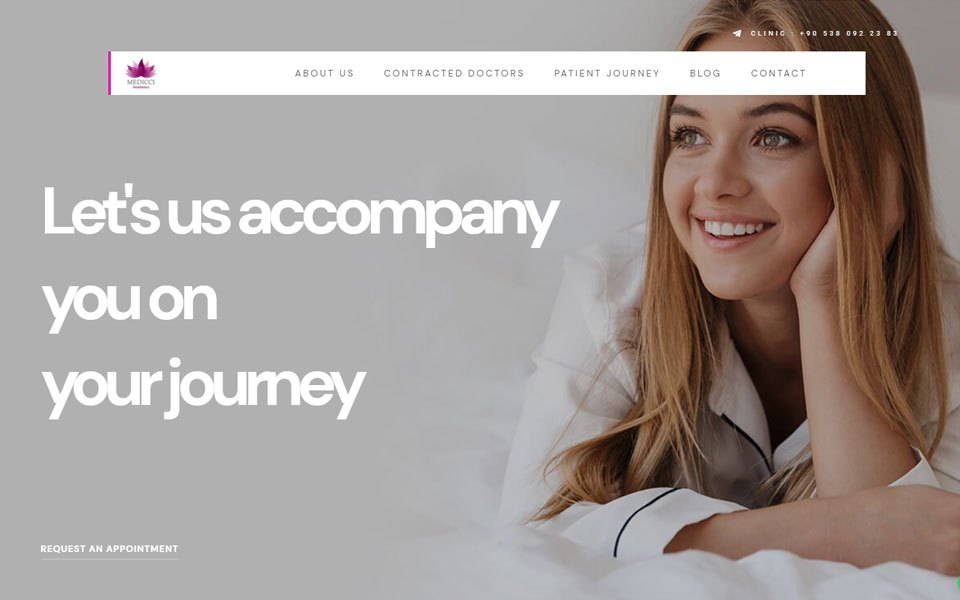 CLINIC : +90 538 092 23 83
MEDICCI
ABOUT US CONTRACTED DOCTORS PATIENT JOURNEY BLOG CONTACT
Let's us accompany
you on
your journey
REQUEST AN APPOINTMENT